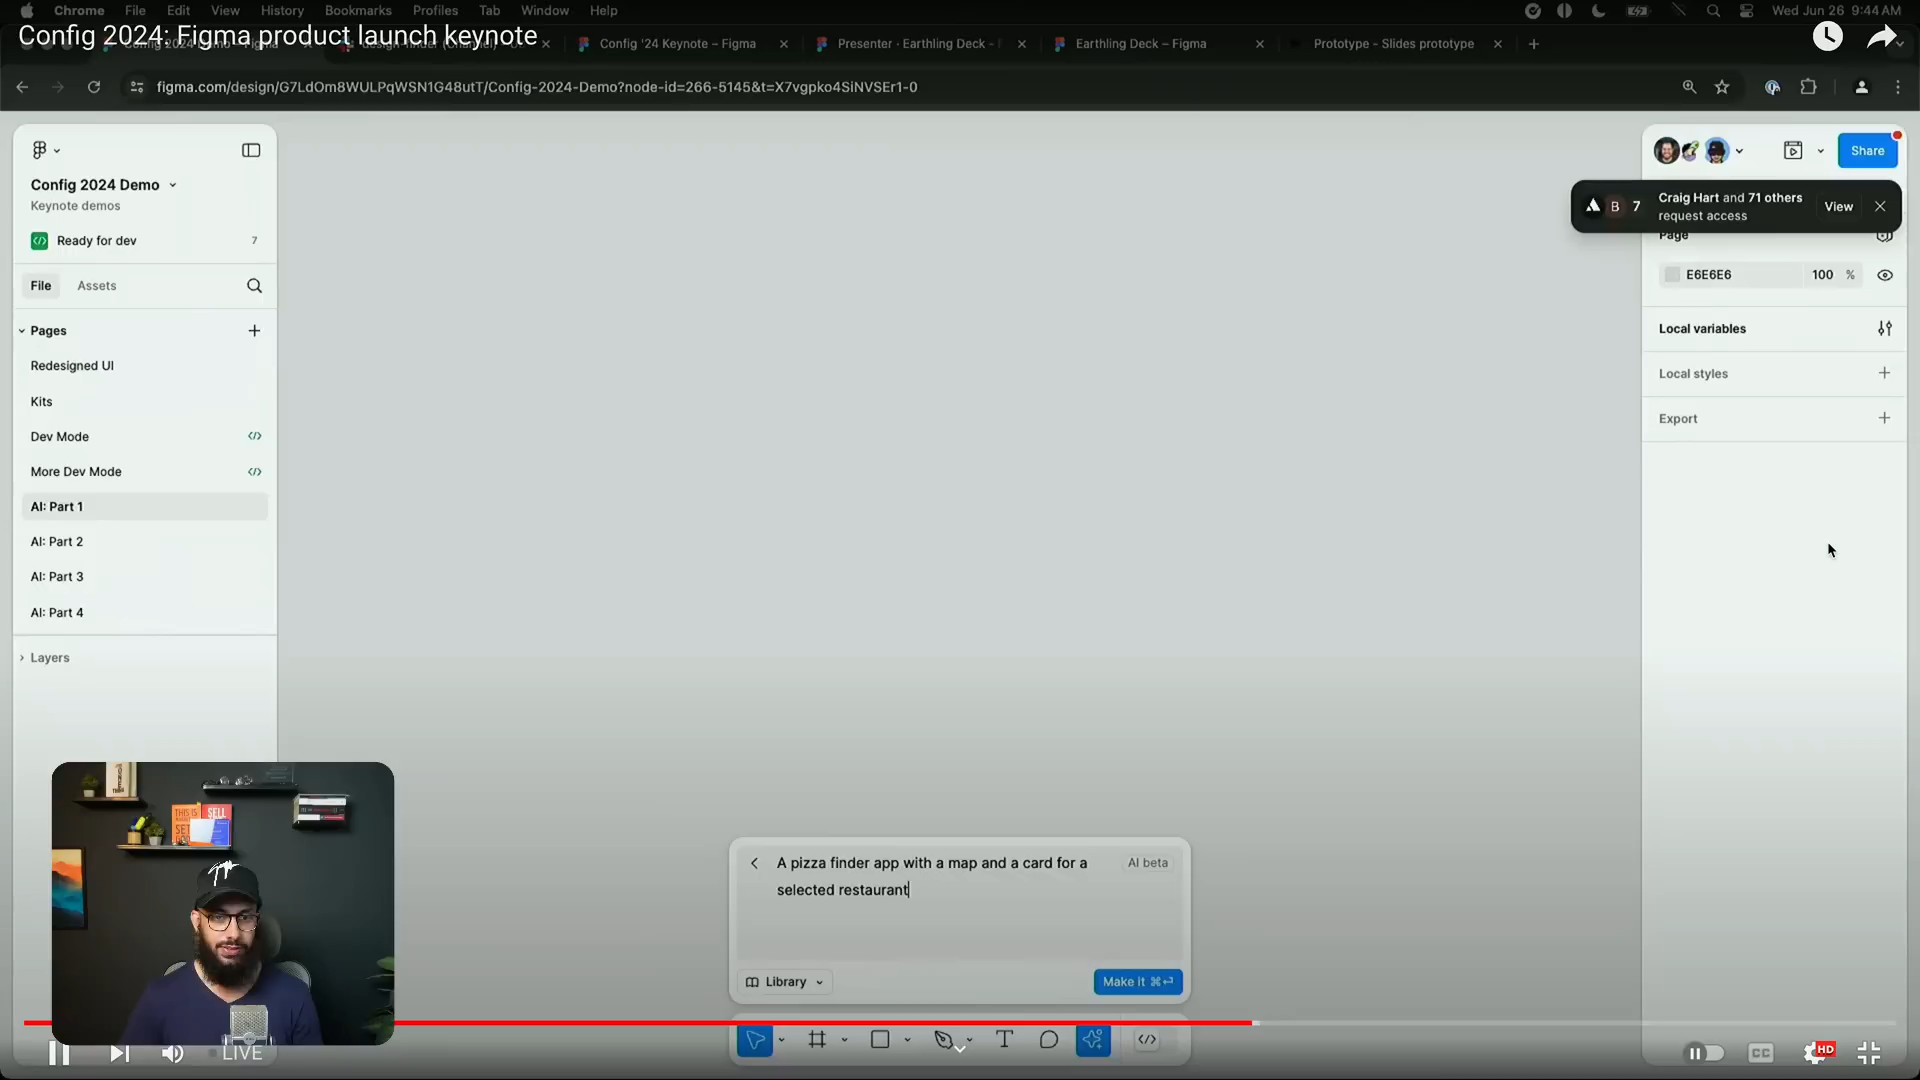 Chrome File Edit View History Bookmarks Profiles Tab Window Help
Wed Jun 26 9:44 AM
Config 2024: Figma product launch keynote
Config '24 Keynote – Figma
Presenter · Earthling Deck –
Earthling Deck – Figma
Prototype - Slides prototype
figma.com/design/G7LdOm8WULPqWSN1G48utT/Config-2024-Demo?node-id=266-5145&t=X7vgpko4SiNVSEr1-0
Share
Config 2024 Demo
Keynote demos
Ready for dev 7
B 7
Craig Hart and 71 others
request access
View
Page
File Assets
E6E6E6 100 %
Pages
Local variables
Redesigned UI
Local styles
Kits
Export
Dev Mode
More Dev Mode
AI: Part 1
AI: Part 2
AI: Part 3
AI: Part 4
Layers
THIS IS
SELL
A pizza finder app with a map and a card for a
selected restaurant
AI beta
Library
Make it ⌘⏎
LIVE
CC
HD